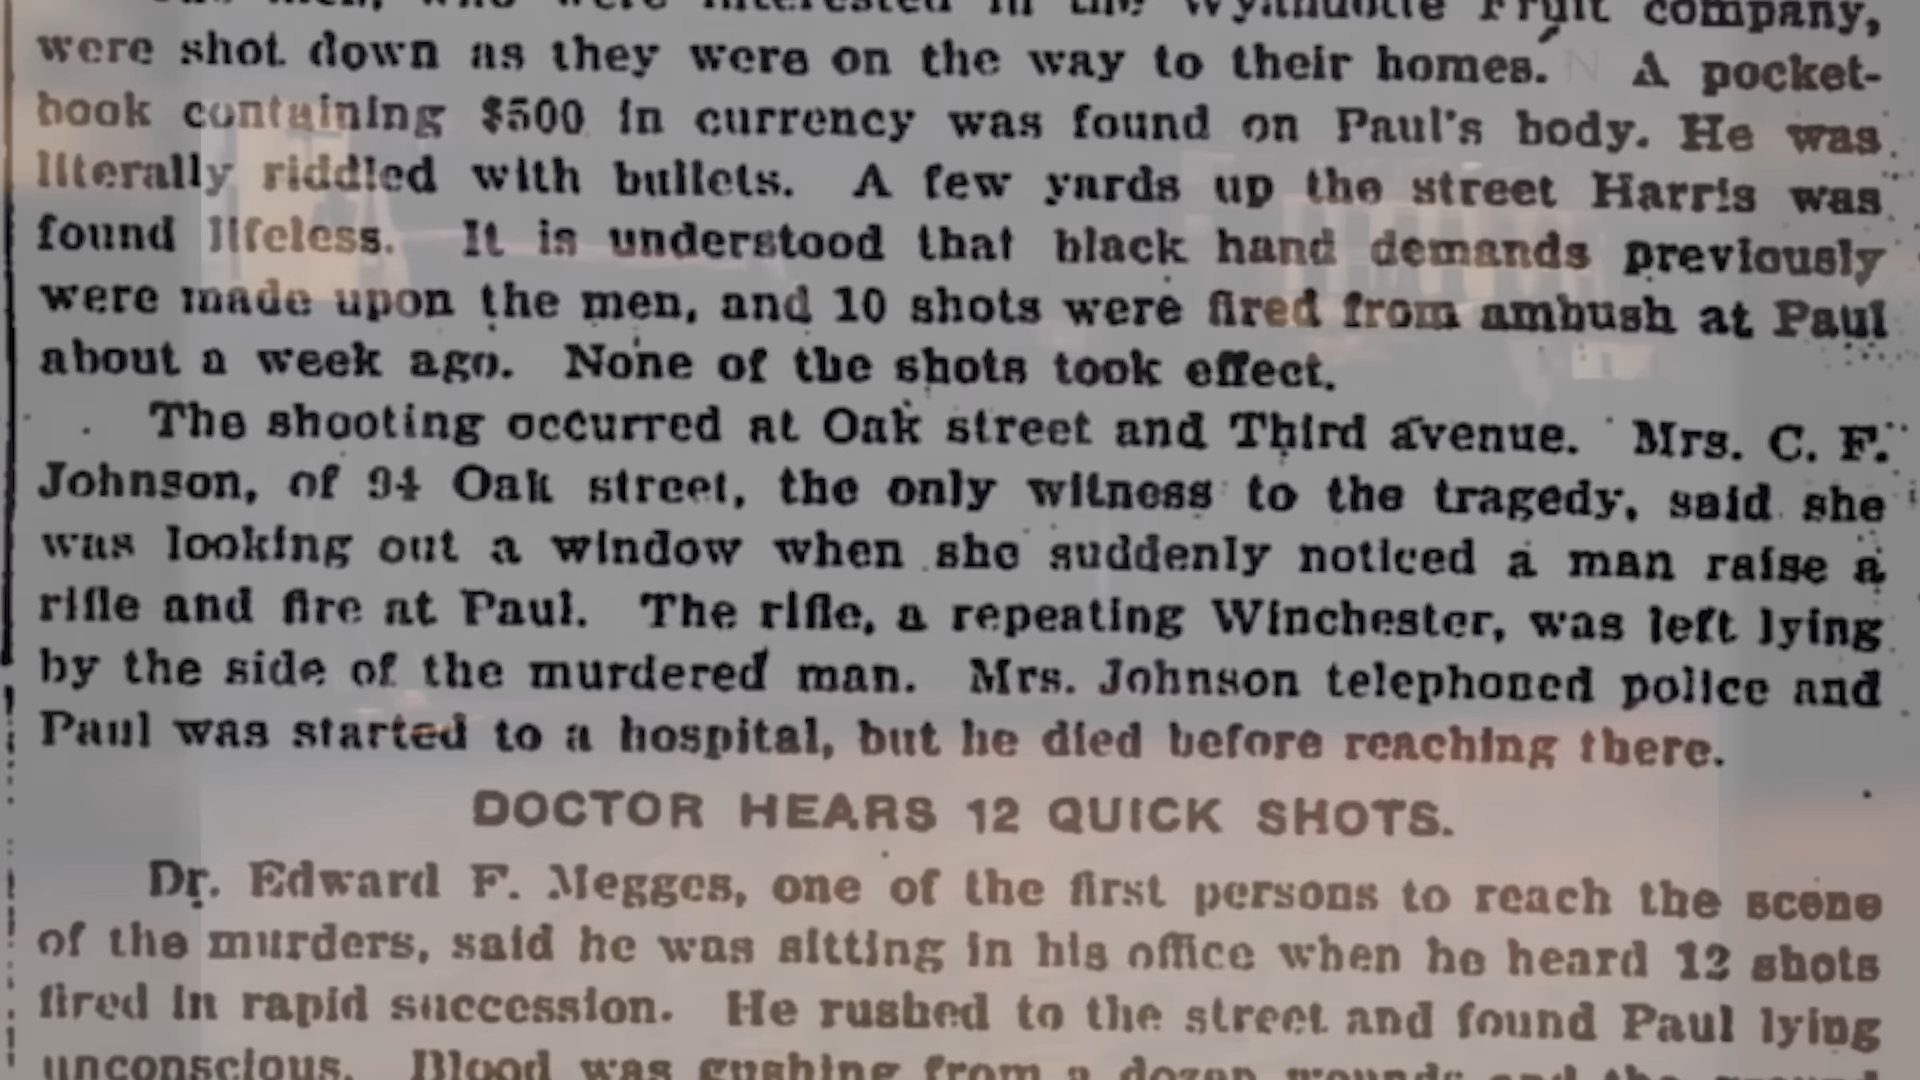 men, who were interested in the Wyandotte Fruit company,
were shot down as they were on the way to their homes. A pocket-
book containing $500 in currency was found on Paul's body. He was
literally riddled with bullets. A few yards up the street Harris was
found lifeless. It is understood that black hand demands previously
were made upon the men, and 10 shots were fired from ambush at Paul
about a week ago. None of the shots took effect.
The shooting occurred at Oak street and Third avenue. Mrs. C. F.
Johnson, of 94 Oak street, the only witness to the tragedy, said she
was looking out a window when she suddenly noticed a man raise a
rifle and fire at Paul. The rifle, a repeating Winchester, was left lying
by the side of the murdered man. Mrs. Johnson telephoned police and
Paul was started to a hospital, but he died before reaching there.
DOCTOR HEARS 12 QUICK SHOTS.
Dr. Edward F. Megges, one of the first persons to reach the scene
of the murders, said he was sitting in his office when he heard 12 shots
fired in rapid succession. He rushed to the street and found Paul lying
unconscious. Blood was gushing from a dozen wounds and the ground